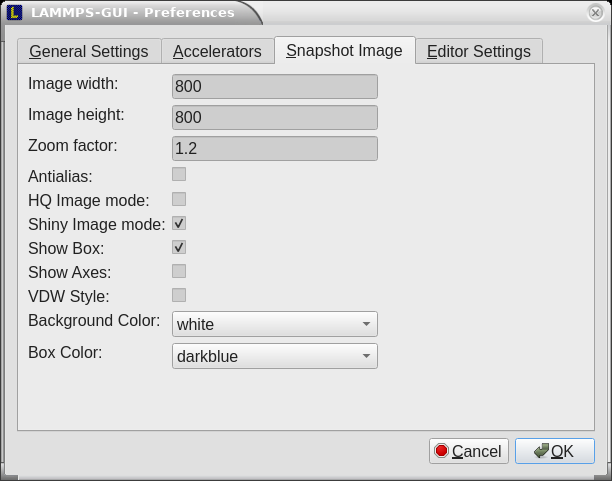 L LAMMPS-GUI - Preferences
General Settings Accelerators Snapshot Image Editor Settings
Image width: 800
Image height: 800
Zoom factor: 1.2
Antialias:
HQ Image mode:
Shiny Image mode:
Show Box:
Show Axes:
VDW Style:
Background Color: white
Box Color: darkblue
Cancel OK